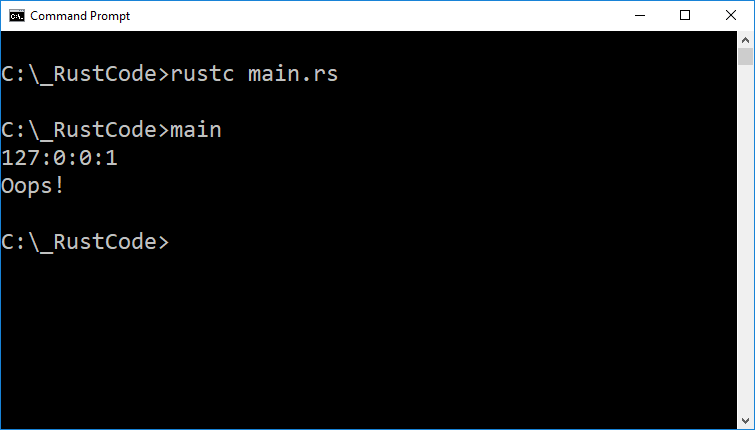 Command Prompt
C:\_RustCode>rustc main.rs
C:\_RustCode>main
127:0:0:1
Oops!
C:\_RustCode>